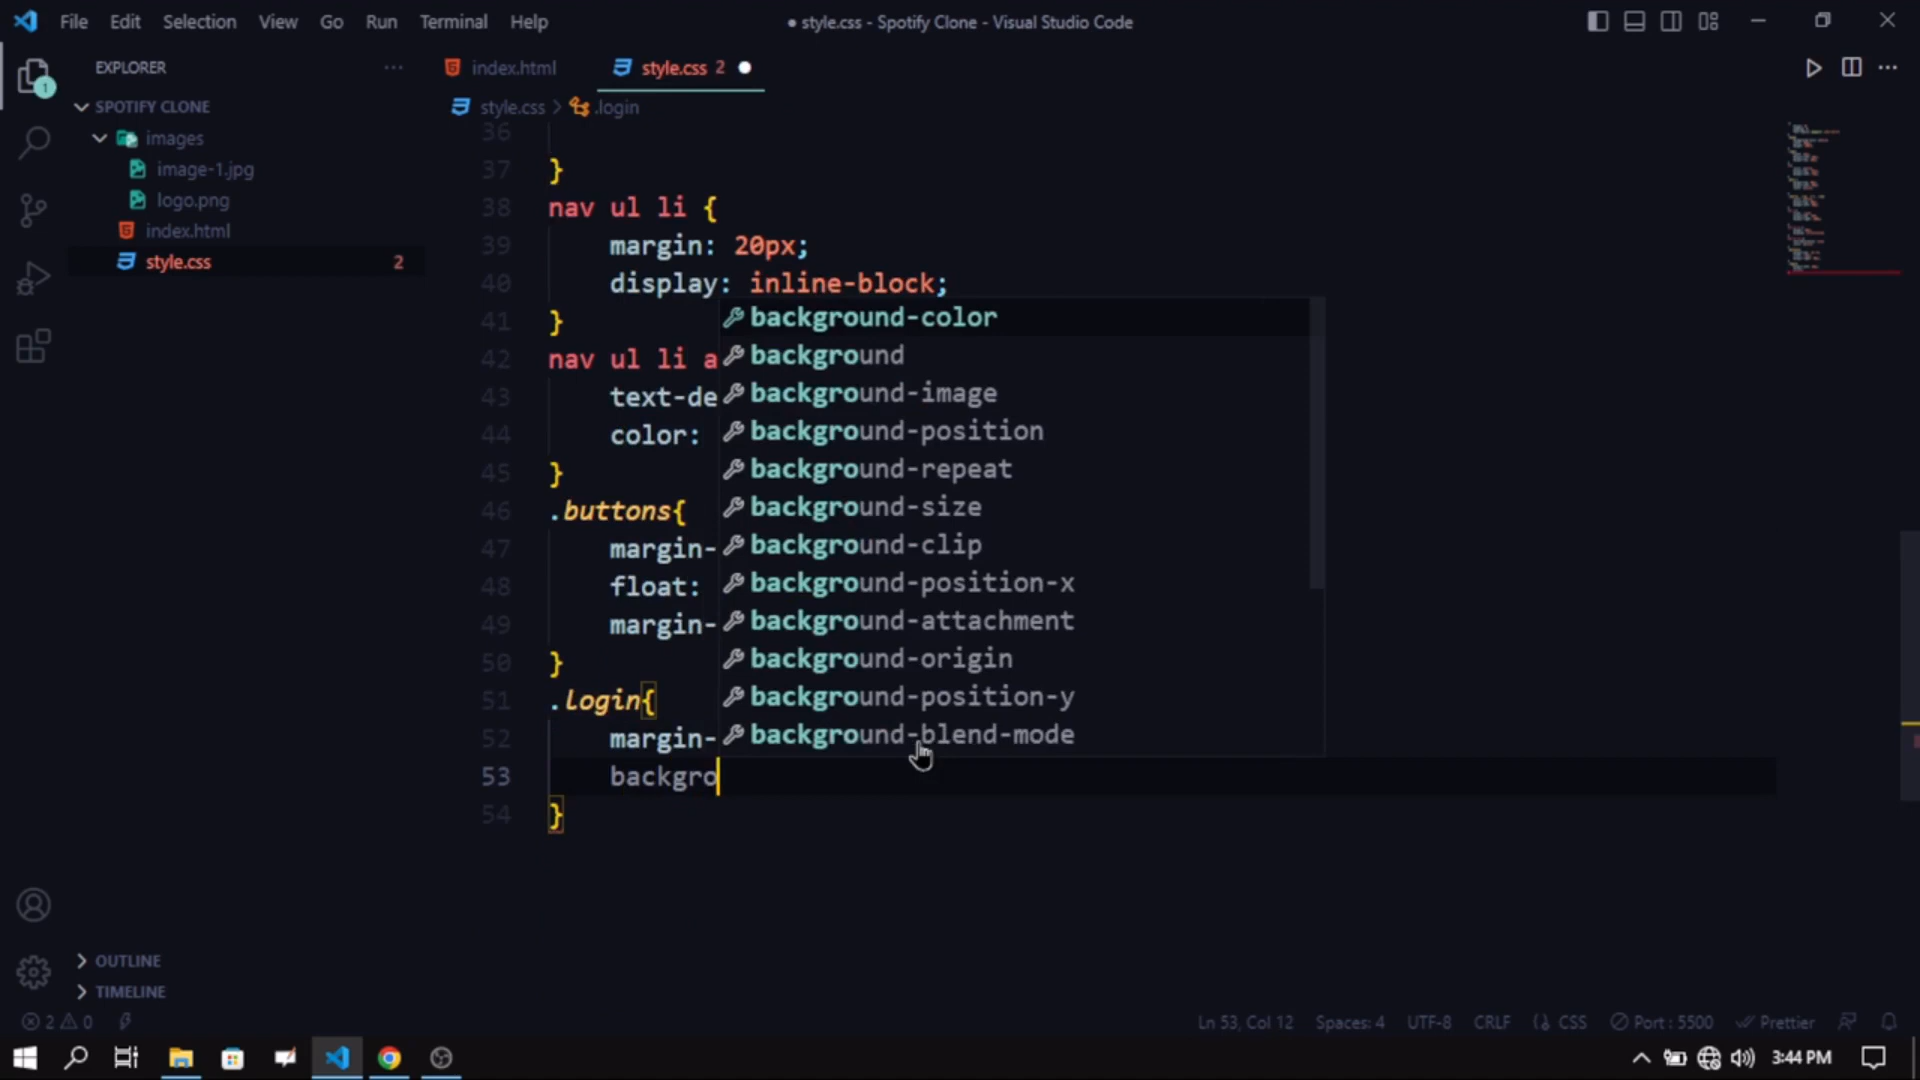 File Edit Selection View Go Run Terminal Help
● style.css - Spotify Clone - Visual Studio Code
EXPLORER
SPOTIFY CLONE
images
image-1.jpg
logo.png
index.html
style.css 2
1
index.html
style.css 2
style.css > .login
36
37 }
38 nav ul li {
39 margin: 20px;
40 display: inline-block;
41 }
42 nav ul li a
43 text-de
44 color:
45 }
46 .buttons{
47 margin-
48 float:
49 margin-
50 }
51 .login{
52 margin-
53 backgro
54 }
background-color
background
background-image
background-position
background-repeat
background-size
background-clip
background-position-x
background-attachment
background-origin
background-position-y
background-blend-mode
OUTLINE
TIMELINE
2 0
Ln 53, Col 12 Spaces: 4 UTF-8 CRLF CSS Port : 5500 Prettier
3:44 PM